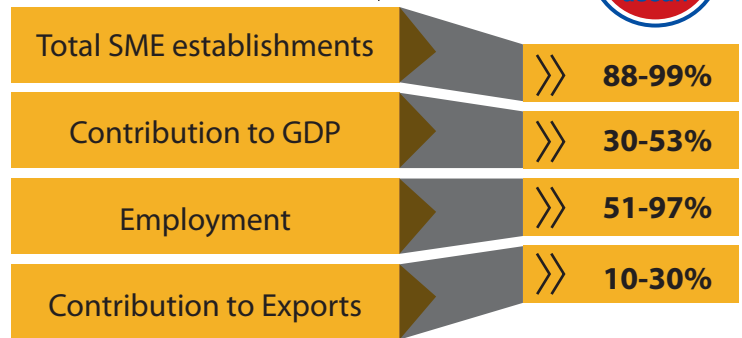 Total SME establishments
88-99%
Contribution to GDP
30-53%
Employment
51-97%
Contribution to Exports
10-30%